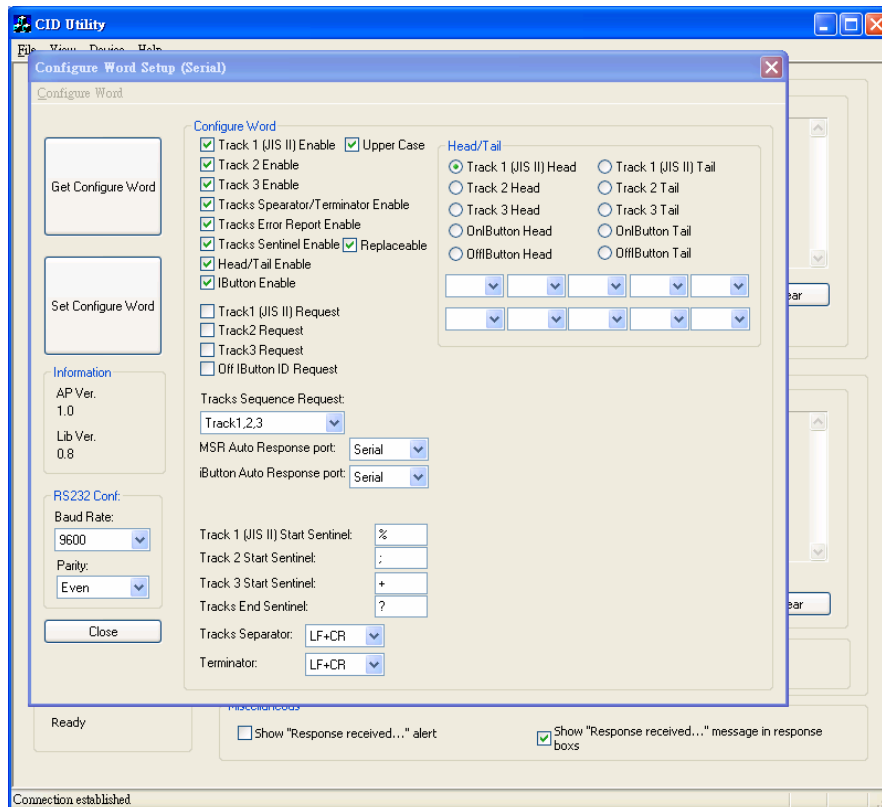 CID Utility
File View Device Help
Configure Word Setup (Serial)
Configure Word
Get Configure Word
Set Configure Word
Information
AP Ver.
1.0
Lib Ver.
0.8
RS232 Conf:
Baud Rate:
9600
Parity:
Even
Close
Configure Word
Track 1 (JIS II) Enable Upper Case
Track 2 Enable
Track 3 Enable
Tracks Spearator/Terminator Enable
Tracks Error Report Enable
Tracks Sentinel Enable Replaceable
Head/Tail Enable
IButton Enable
Track1 (JIS II) Request
Track2 Request
Track3 Request
Off IButton ID Request
Tracks Sequence Request:
Track1,2,3
MSR Auto Response port: Serial
iButton Auto Response port: Serial
Track 1 (JIS II) Start Sentinel: %
Track 2 Start Sentinel: ;
Track 3 Start Sentinel: +
Tracks End Sentinel: ?
Tracks Separator: LF+CR
Terminator: LF+CR
Head/Tail
Track 1 (JIS II) Head Track 1 (JIS II) Tail
Track 2 Head Track 2 Tail
Track 3 Head Track 3 Tail
OnIButton Head OnIButton Tail
OffIButton Head OffIButton Tail
ear
ear
Ready
Miscellaneous
Show "Response received..." alert
Show "Response received..." message in response
boxs
Connection established